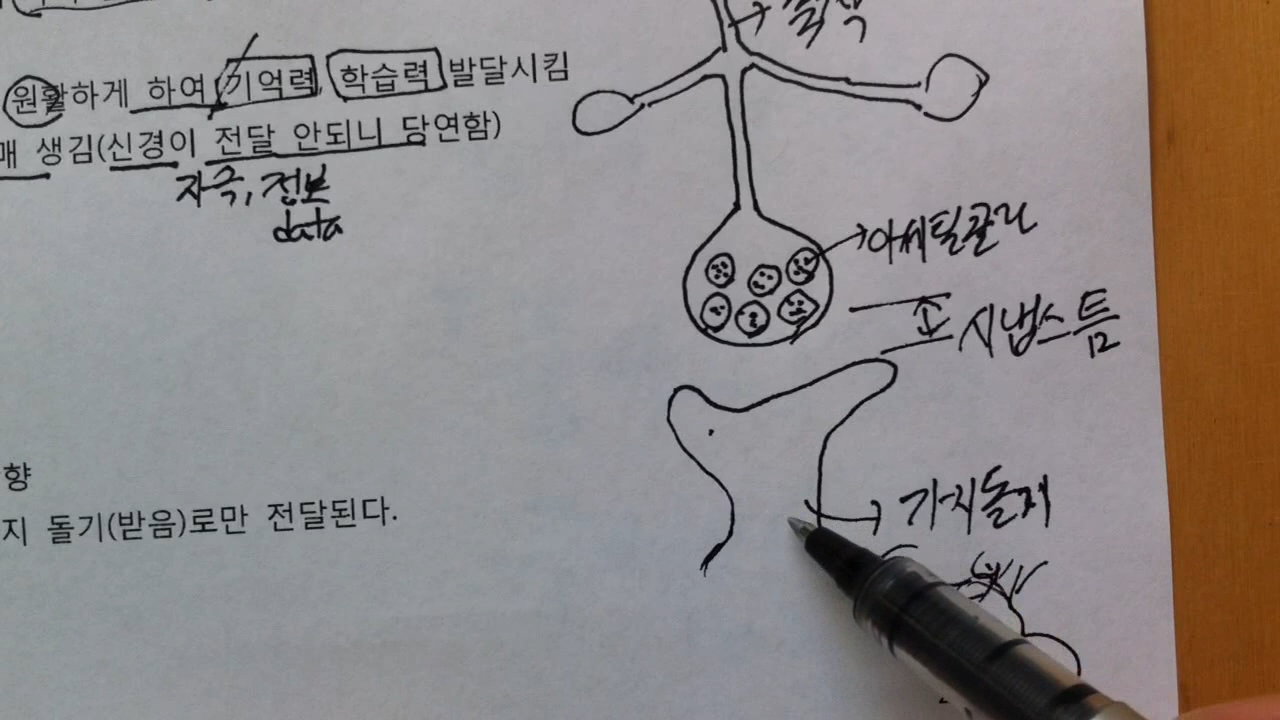 원활하게 하여 기억력, 학습력 발달시킴
매 생김(신경이 전달 안되니 당연함)
자극, 정보
data
아세틸콜린
시냅스틈
향
지 돌기(받음)로만 전달된다.
가지돌기